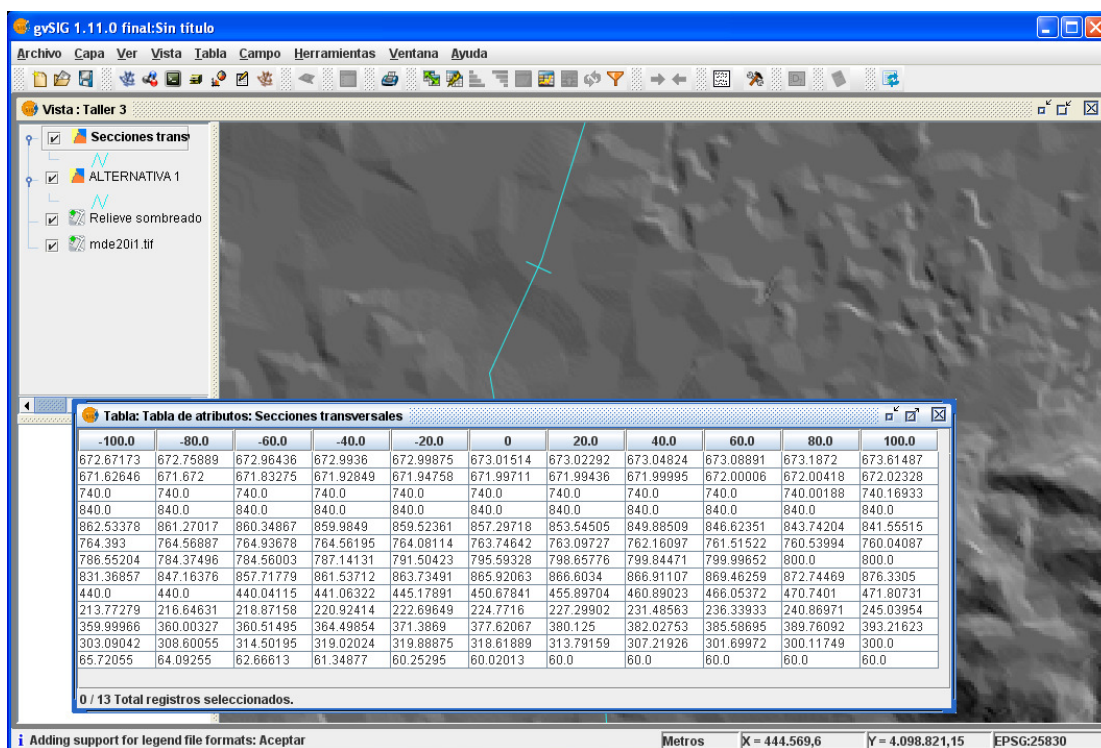 gvSIG 1.11.0 final:Sin título
Archivo Capa Ver Vista Tabla Campo Herramientas Ventana Ayuda
Vista : Taller 3
Secciones trans
ALTERNATIVA 1
Relieve sombreado
mde20i1.tif
Tabla: Tabla de atributos: Secciones transversales
-100.0 -80.0 -60.0 -40.0 -20.0 0 20.0 40.0 60.0 80.0 100.0
672.67173 672.75889 672.96436 672.9936 672.99875 673.01514 673.02292 673.04824 673.08891 673.1872 673.61487
671.62646 671.672 671.83275 671.92849 671.94758 671.99711 671.99436 671.99995 672.00006 672.00418 672.02328
740.0 740.0 740.0 740.0 740.0 740.0 740.0 740.0 740.0 740.00188 740.16933
840.0 840.0 840.0 840.0 840.0 840.0 840.0 840.0 840.0 840.0 840.0
862.53378 861.27017 860.34867 859.9849 859.52361 857.29718 853.54505 849.88509 846.62351 843.74204 841.55515
764.393 764.56887 764.93678 764.56195 764.08114 763.74642 763.09727 762.16097 761.51522 760.53994 760.04087
786.55204 784.37496 784.56003 787.14131 791.50423 795.59328 798.65776 799.84471 799.99652 800.0 800.0
831.36857 847.16376 857.71779 861.53712 863.73491 865.92063 866.6034 866.91107 869.46259 872.74469 876.3305
440.0 440.0 440.04115 441.06322 445.17891 450.67841 455.89704 460.89023 466.05372 470.7401 471.80731
213.77279 216.64631 218.87158 220.92414 222.69649 224.7716 227.29902 231.48563 236.33933 240.86971 245.03954
359.99966 360.00327 360.51495 364.49854 371.3869 377.62067 380.125 382.02753 385.58695 389.76092 393.21623
303.09042 308.60055 314.50195 319.02024 319.88875 318.61889 313.79159 307.21926 301.69972 300.11749 300.0
65.72055 64.09255 62.66613 61.34877 60.25295 60.02013 60.0 60.0 60.0 60.0 60.0
0 / 13 Total registros seleccionados.
Adding support for legend file formats: Aceptar Metros X = 444.569,6 Y = 4.098.821,15 EPSG:25830